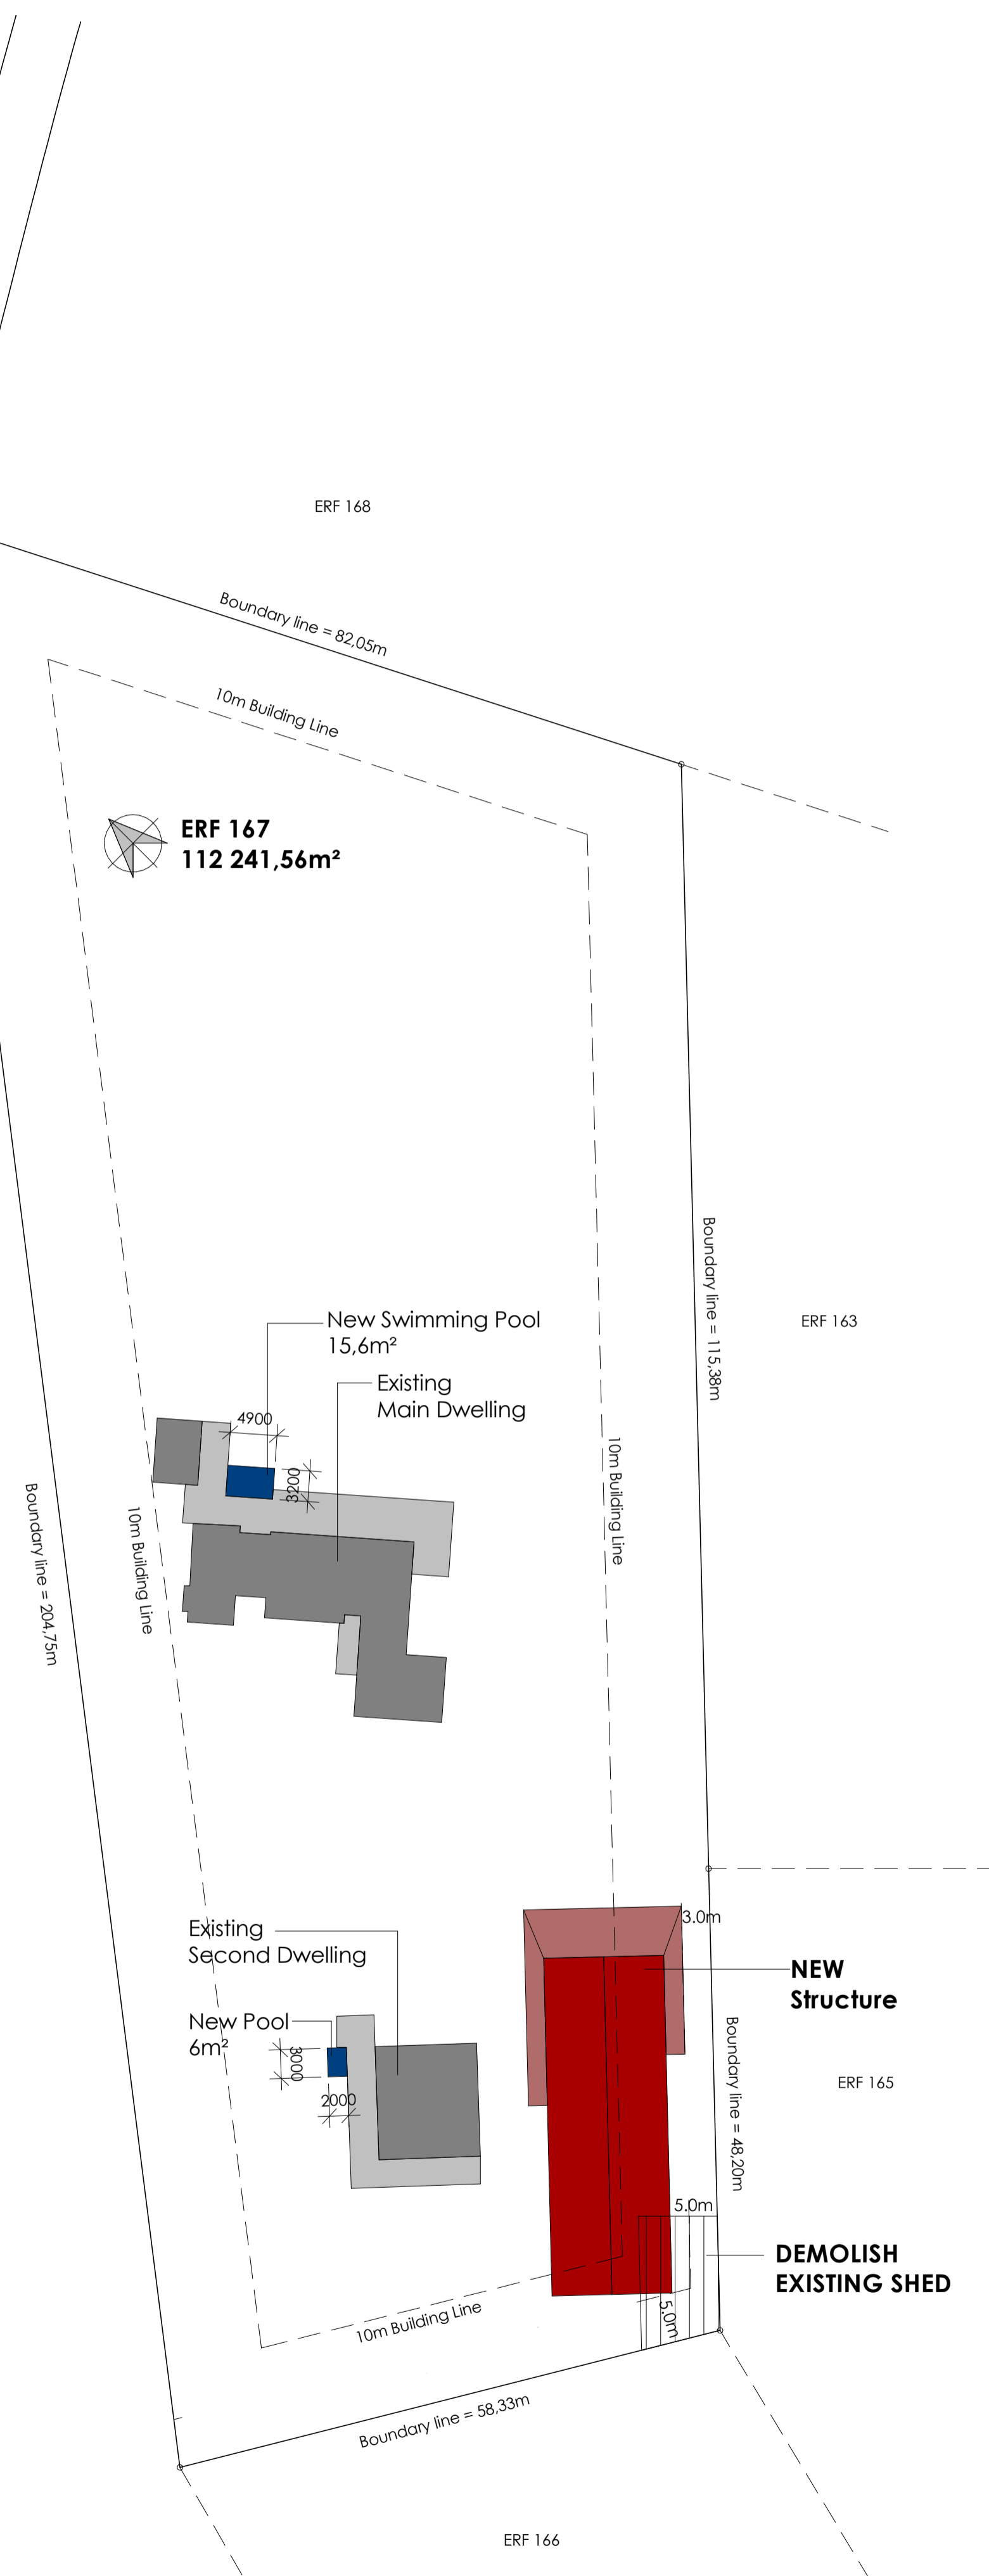 ERF 168
Boundary line = 82,05m
10m Building Line
ERF 167
112 241,56m²
Boundary line = 115,38m
ERF 163
New Swimming Pool
15,6m²
Existing
Main Dwelling
4900
3200
10m Building Line
10m Building Line
Boundary line = 204,75m
3.0m
Existing
Second Dwelling
NEW
Structure
New Pool
6m²
3000
2000
ERF 165
Boundary line = 48,20m
5.0m
DEMOLISH
EXISTING SHED
5.0m
10m Building Line
Boundary line = 58,33m
ERF 166